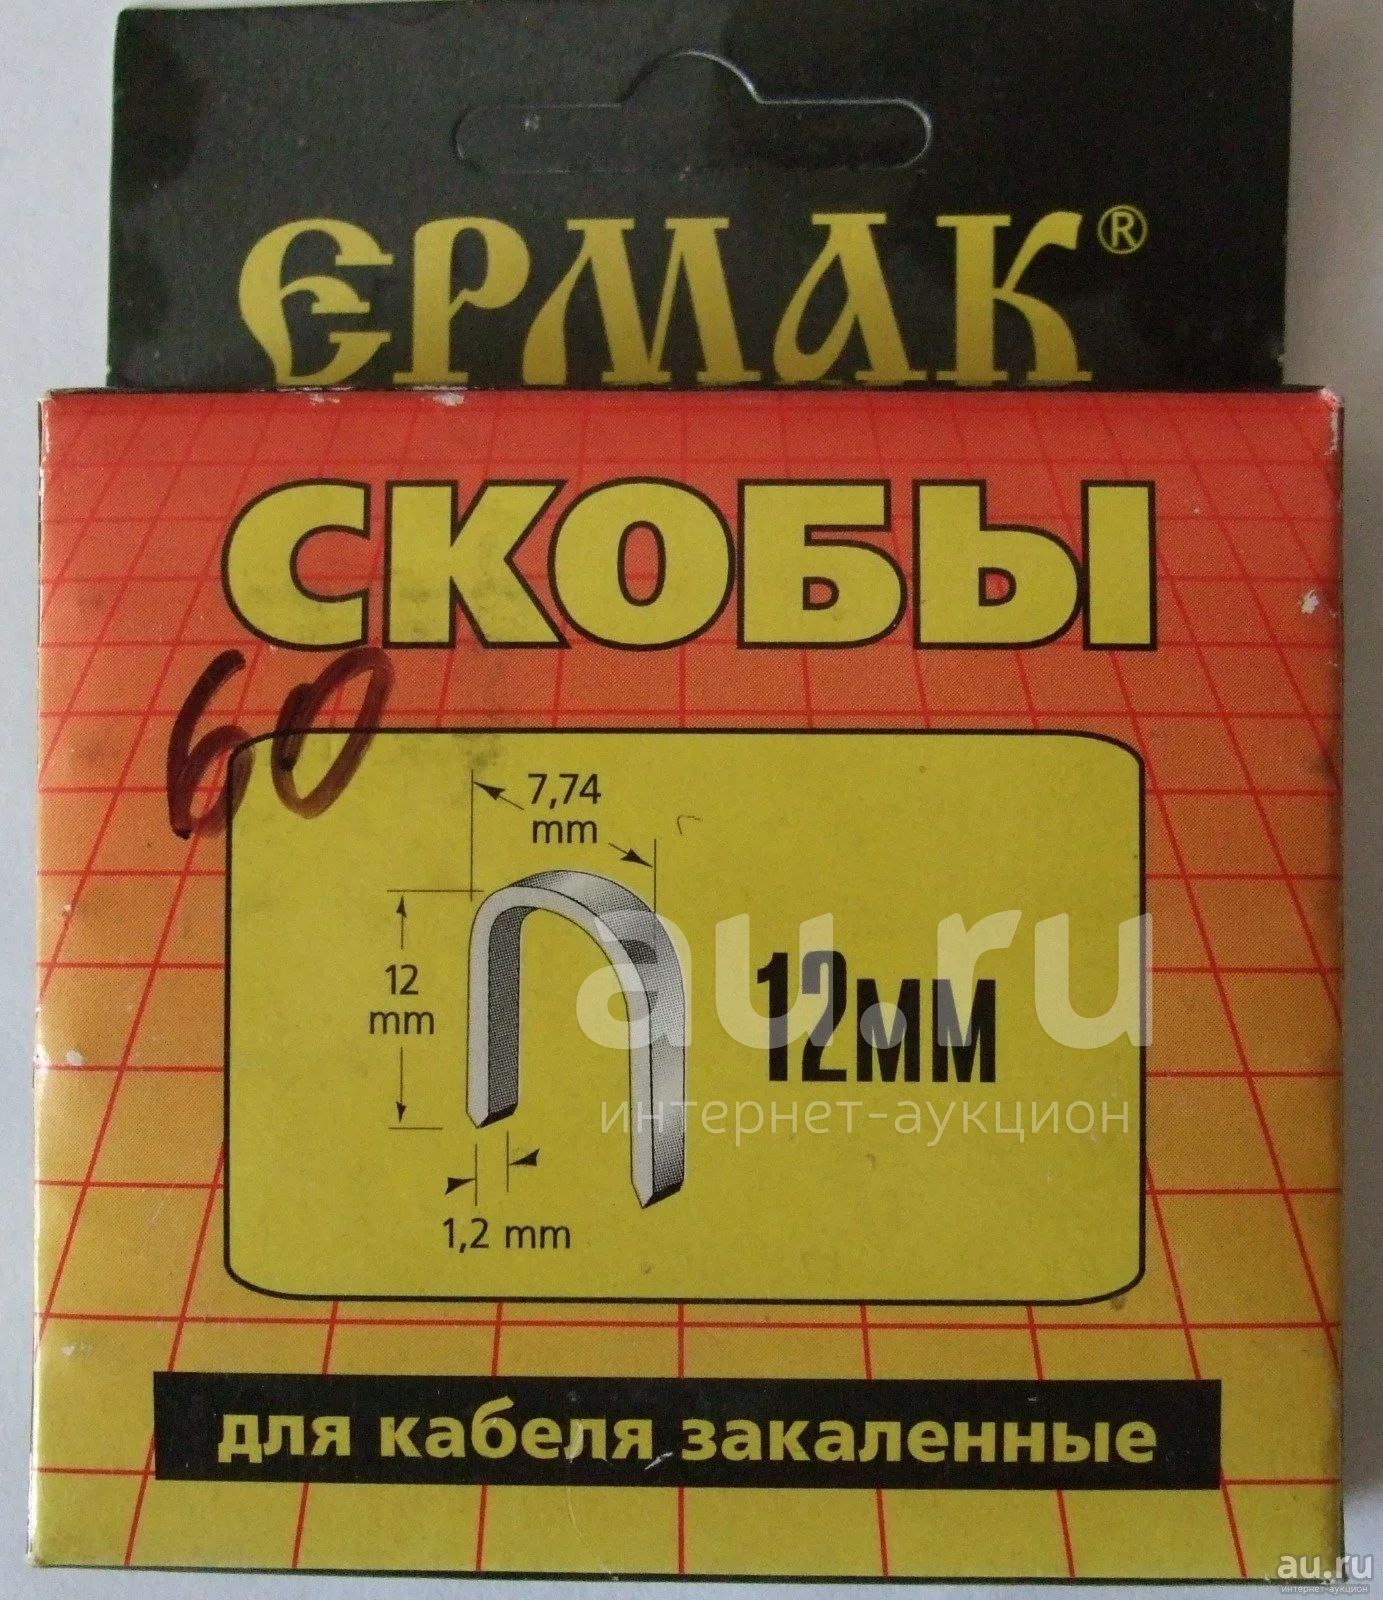 ЕРМАК®
СКОБЫ
60
7,74
mm
12
mm
12мм
1,2 mm
au.ru
интернет-аукцион
для кабеля закаленные
au.ru
интернет-аукцион